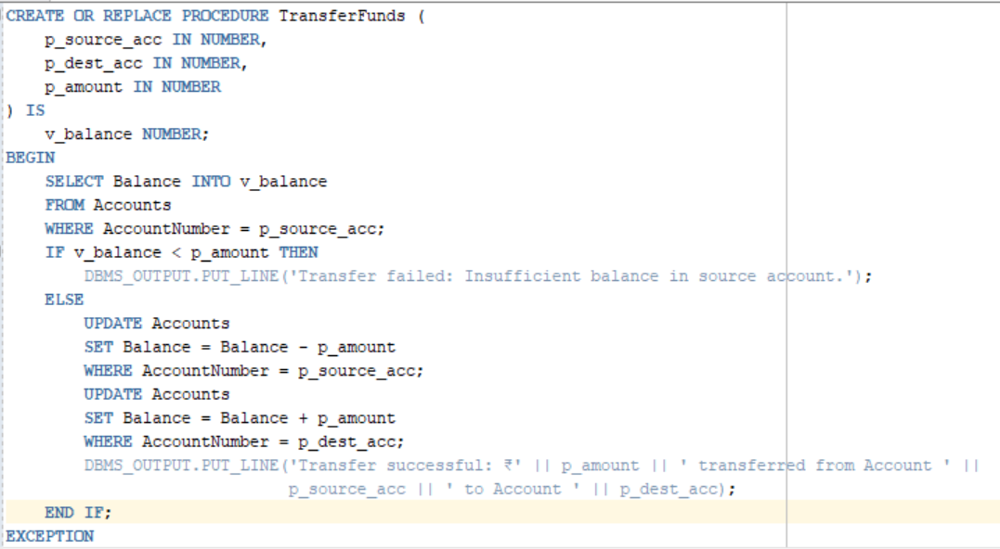 CREATE OR REPLACE PROCEDURE TransferFunds (
    p_source_acc IN NUMBER,
    p_dest_acc IN NUMBER,
    p_amount IN NUMBER
) IS
    v_balance NUMBER;
BEGIN
    SELECT Balance INTO v_balance
    FROM Accounts
    WHERE AccountNumber = p_source_acc;
    IF v_balance < p_amount THEN
        DBMS_OUTPUT.PUT_LINE('Transfer failed: Insufficient balance in source account.');
    ELSE
        UPDATE Accounts
        SET Balance = Balance - p_amount
        WHERE AccountNumber = p_source_acc;
        UPDATE Accounts
        SET Balance = Balance + p_amount
        WHERE AccountNumber = p_dest_acc;
        DBMS_OUTPUT.PUT_LINE('Transfer successful: ₹' || p_amount || ' transferred from Account ' ||
                             p_source_acc || ' to Account ' || p_dest_acc);
    END IF;
EXCEPTION